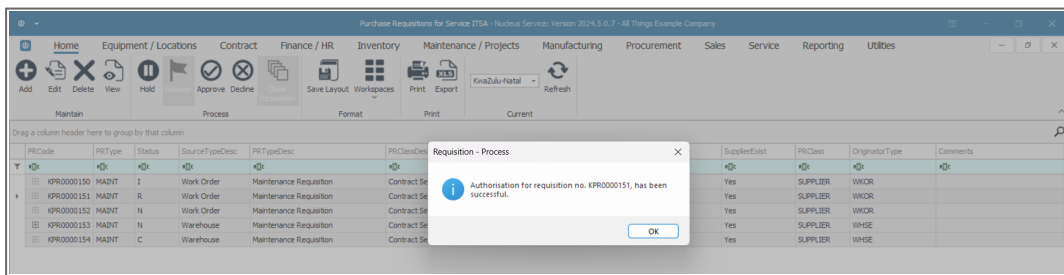 Purchase Requisitions for Service ITSA - Nucleus Service: Version 2024.5.0.7 - All Things Example Company
Home Equipment / Locations Contract Finance / HR Inventory Maintenance / Projects Manufacturing Procurement Sales Service Reporting Utilities
Add Edit Delete View Hold Release Approve Decline Save Layout Workspaces Print Export KwaZulu-Natal Refresh
XLS
Maintain Process Format Print Current
Drag a column header here to group by that column
PRCode PRType Status SourceTypeDesc PRTypeDesc PRClassDes SupplierExist PRClass OriginatorType Comments
KPR0000150 MAINT I Work Order Maintenance Requisition Contract Se Yes SUPPLIER WKOR
KPR0000151 MAINT R Work Order Maintenance Requisition Contract Se Yes SUPPLIER WKOR
KPR0000152 MAINT N Work Order Maintenance Requisition Contract Se Yes SUPPLIER WKOR
KPR0000153 MAINT N Warehouse Maintenance Requisition Contract Se Yes SUPPLIER WHSE
KPR0000154 MAINT C Warehouse Maintenance Requisition Contract Se Yes SUPPLIER WHSE
Requisition - Process
Authorisation for requisition no. KPR0000151, has been
successful.
OK